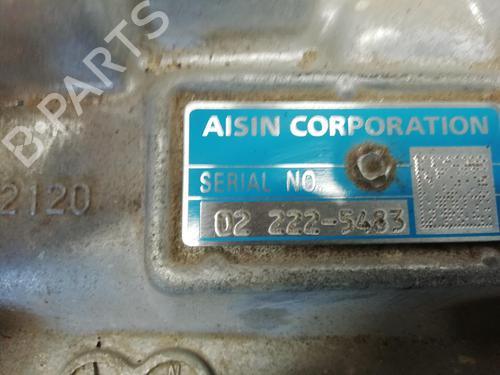 B-PARTS
AISIN CORPORATION
SERIAL NO.
2120
02 222-5483
N